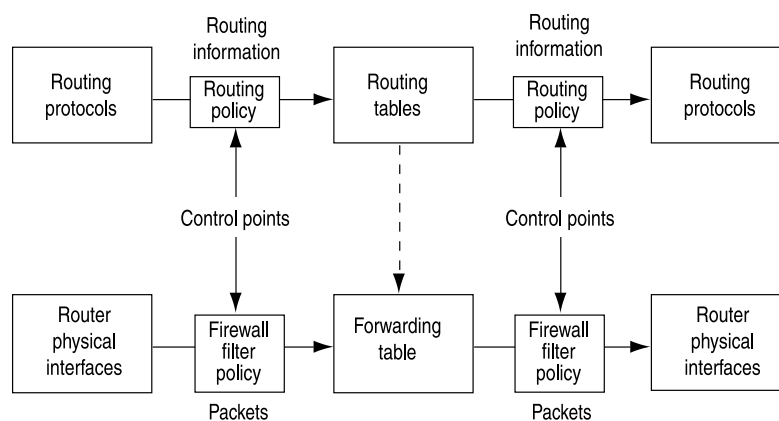 Routing
information
Routing
information
Routing
protocols
Routing
policy
Routing
tables
Routing
policy
Routing
protocols
Control points
Control points
Router
physical
interfaces
Firewall
filter
policy
Forwarding
table
Firewall
filter
policy
Router
physical
interfaces
Packets
Packets